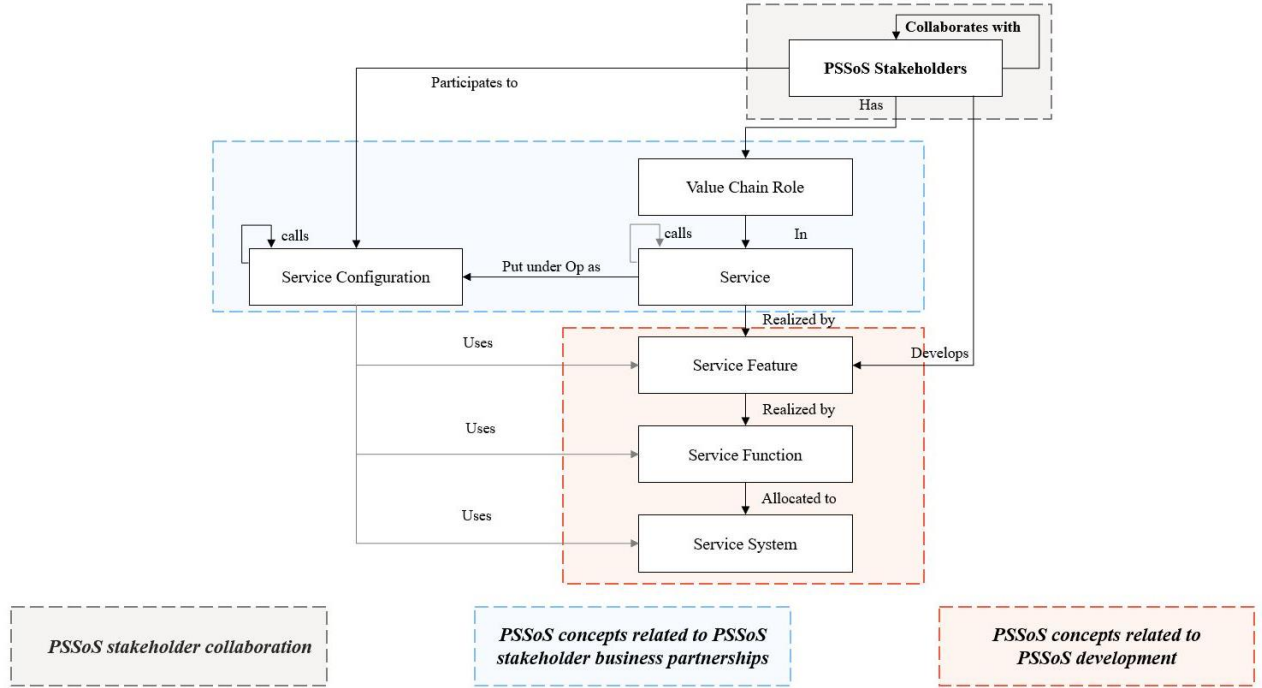 Collaborates with
PSSoS Stakeholders
Participates to
Has
Value Chain Role
calls
calls
In
Service Configuration
Put under Op as
Service
Realized by
Uses
Develops
Service Feature
Realized by
Uses
Service Function
Allocated to
Uses
Service System
PSSoS stakeholder collaboration
PSSoS concepts related to PSSoS
stakeholder business partnerships
PSSoS concepts related to
PSSoS development